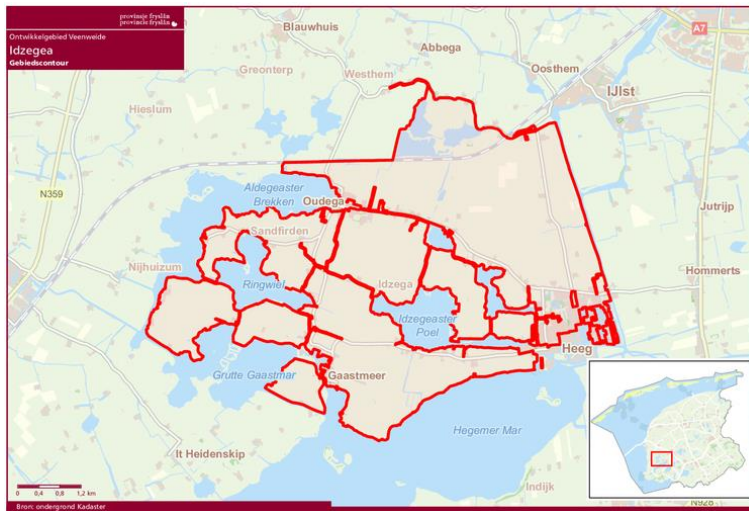 provinsje fryslân
provincie fryslân
Ontwikkelgebied Veenweide
Idzegea
Gebiedscontour
Blauwhuis
Abbega
A7
Greonterp
Westhem
Oosthem
IJlst
Hieslum
N359
Aldegeaster
Brekken
Oudega
Jutrijp
Sandfirden
Nijhuizum
Hommerts
Ringwiel
Idzega
Idzegeaster
Poel
Heeg
Grutte Gaastmar
Gaastmeer
Hegemer Mar
It Heidenskip
Indijk
0 0,4 0,8 1,2 km
N928
Bron: ondergrond Kadaster